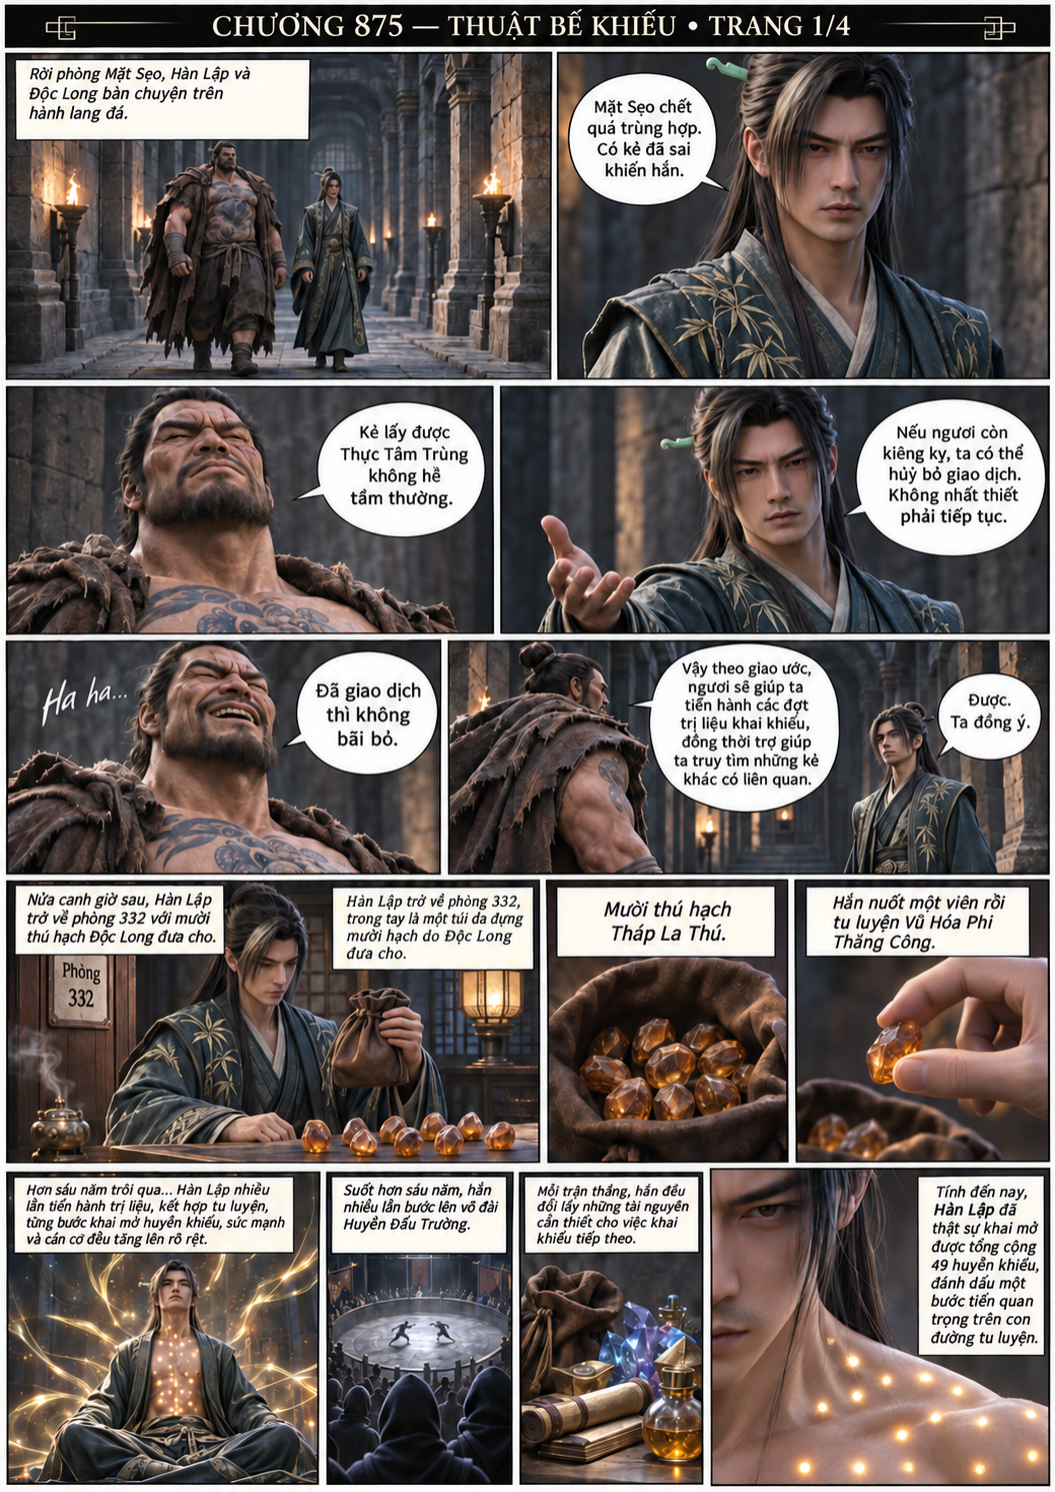 CHƯƠNG 875 — THUẬT BẾ KHIẾU • TRANG 1/4
Rời phòng Mặt Sẹo, Hàn Lập và
Độc Long bàn chuyện trên
hành lang đá.
Mặt Sẹo chết
quá trùng hợp.
Có kẻ đã sai
khiến hắn.
Kẻ lấy được
Thực Tâm Trùng
không hề
tầm thường.
Nếu ngươi còn
kiêng kỵ, ta có thể
hủy bỏ giao dịch.
Không nhất thiết
phải tiếp tục.
Ha ha...
Đã giao dịch
thì không
bãi bỏ.
Vậy theo giao ước,
ngươi sẽ giúp ta
tiến hành các đợt
trị liệu khai khiếu,
đồng thời trợ giúp
ta truy tìm những kẻ
khác có liên quan.
Được.
Ta đồng ý.
Nửa canh giờ sau, Hàn Lập
trở về phòng 332 với mười
thú hạch Độc Long đưa cho.
Hàn Lập trở về phòng 332,
trong tay là một túi da đựng
mười hạch do Độc Long
đưa cho.
Phòng
332
Mười thú hạch
Tháp La Thú.
Hắn nuốt một viên rồi
tu luyện Vũ Hóa Phi
Thăng Công.
Hơn sáu năm trôi qua... Hàn Lập nhiều
lần tiến hành trị liệu, kết hợp tu luyện,
từng bước khai mở huyền khiếu, sức mạnh
và căn cơ đều tăng lên rõ rệt.
Suốt hơn sáu năm, hắn
nhiều lần bước lên võ đài
Huyền Đấu Trường.
Mỗi trận thắng, hắn đều
đổi lấy những tài nguyên
cần thiết cho việc khai
khiếu tiếp theo.
Tính đến nay,
Hàn Lập đã
thật sự khai mở
được tổng cộng
49 huyền khiếu,
đánh dấu một
bước tiến quan
trọng trên con
đường tu luyện.